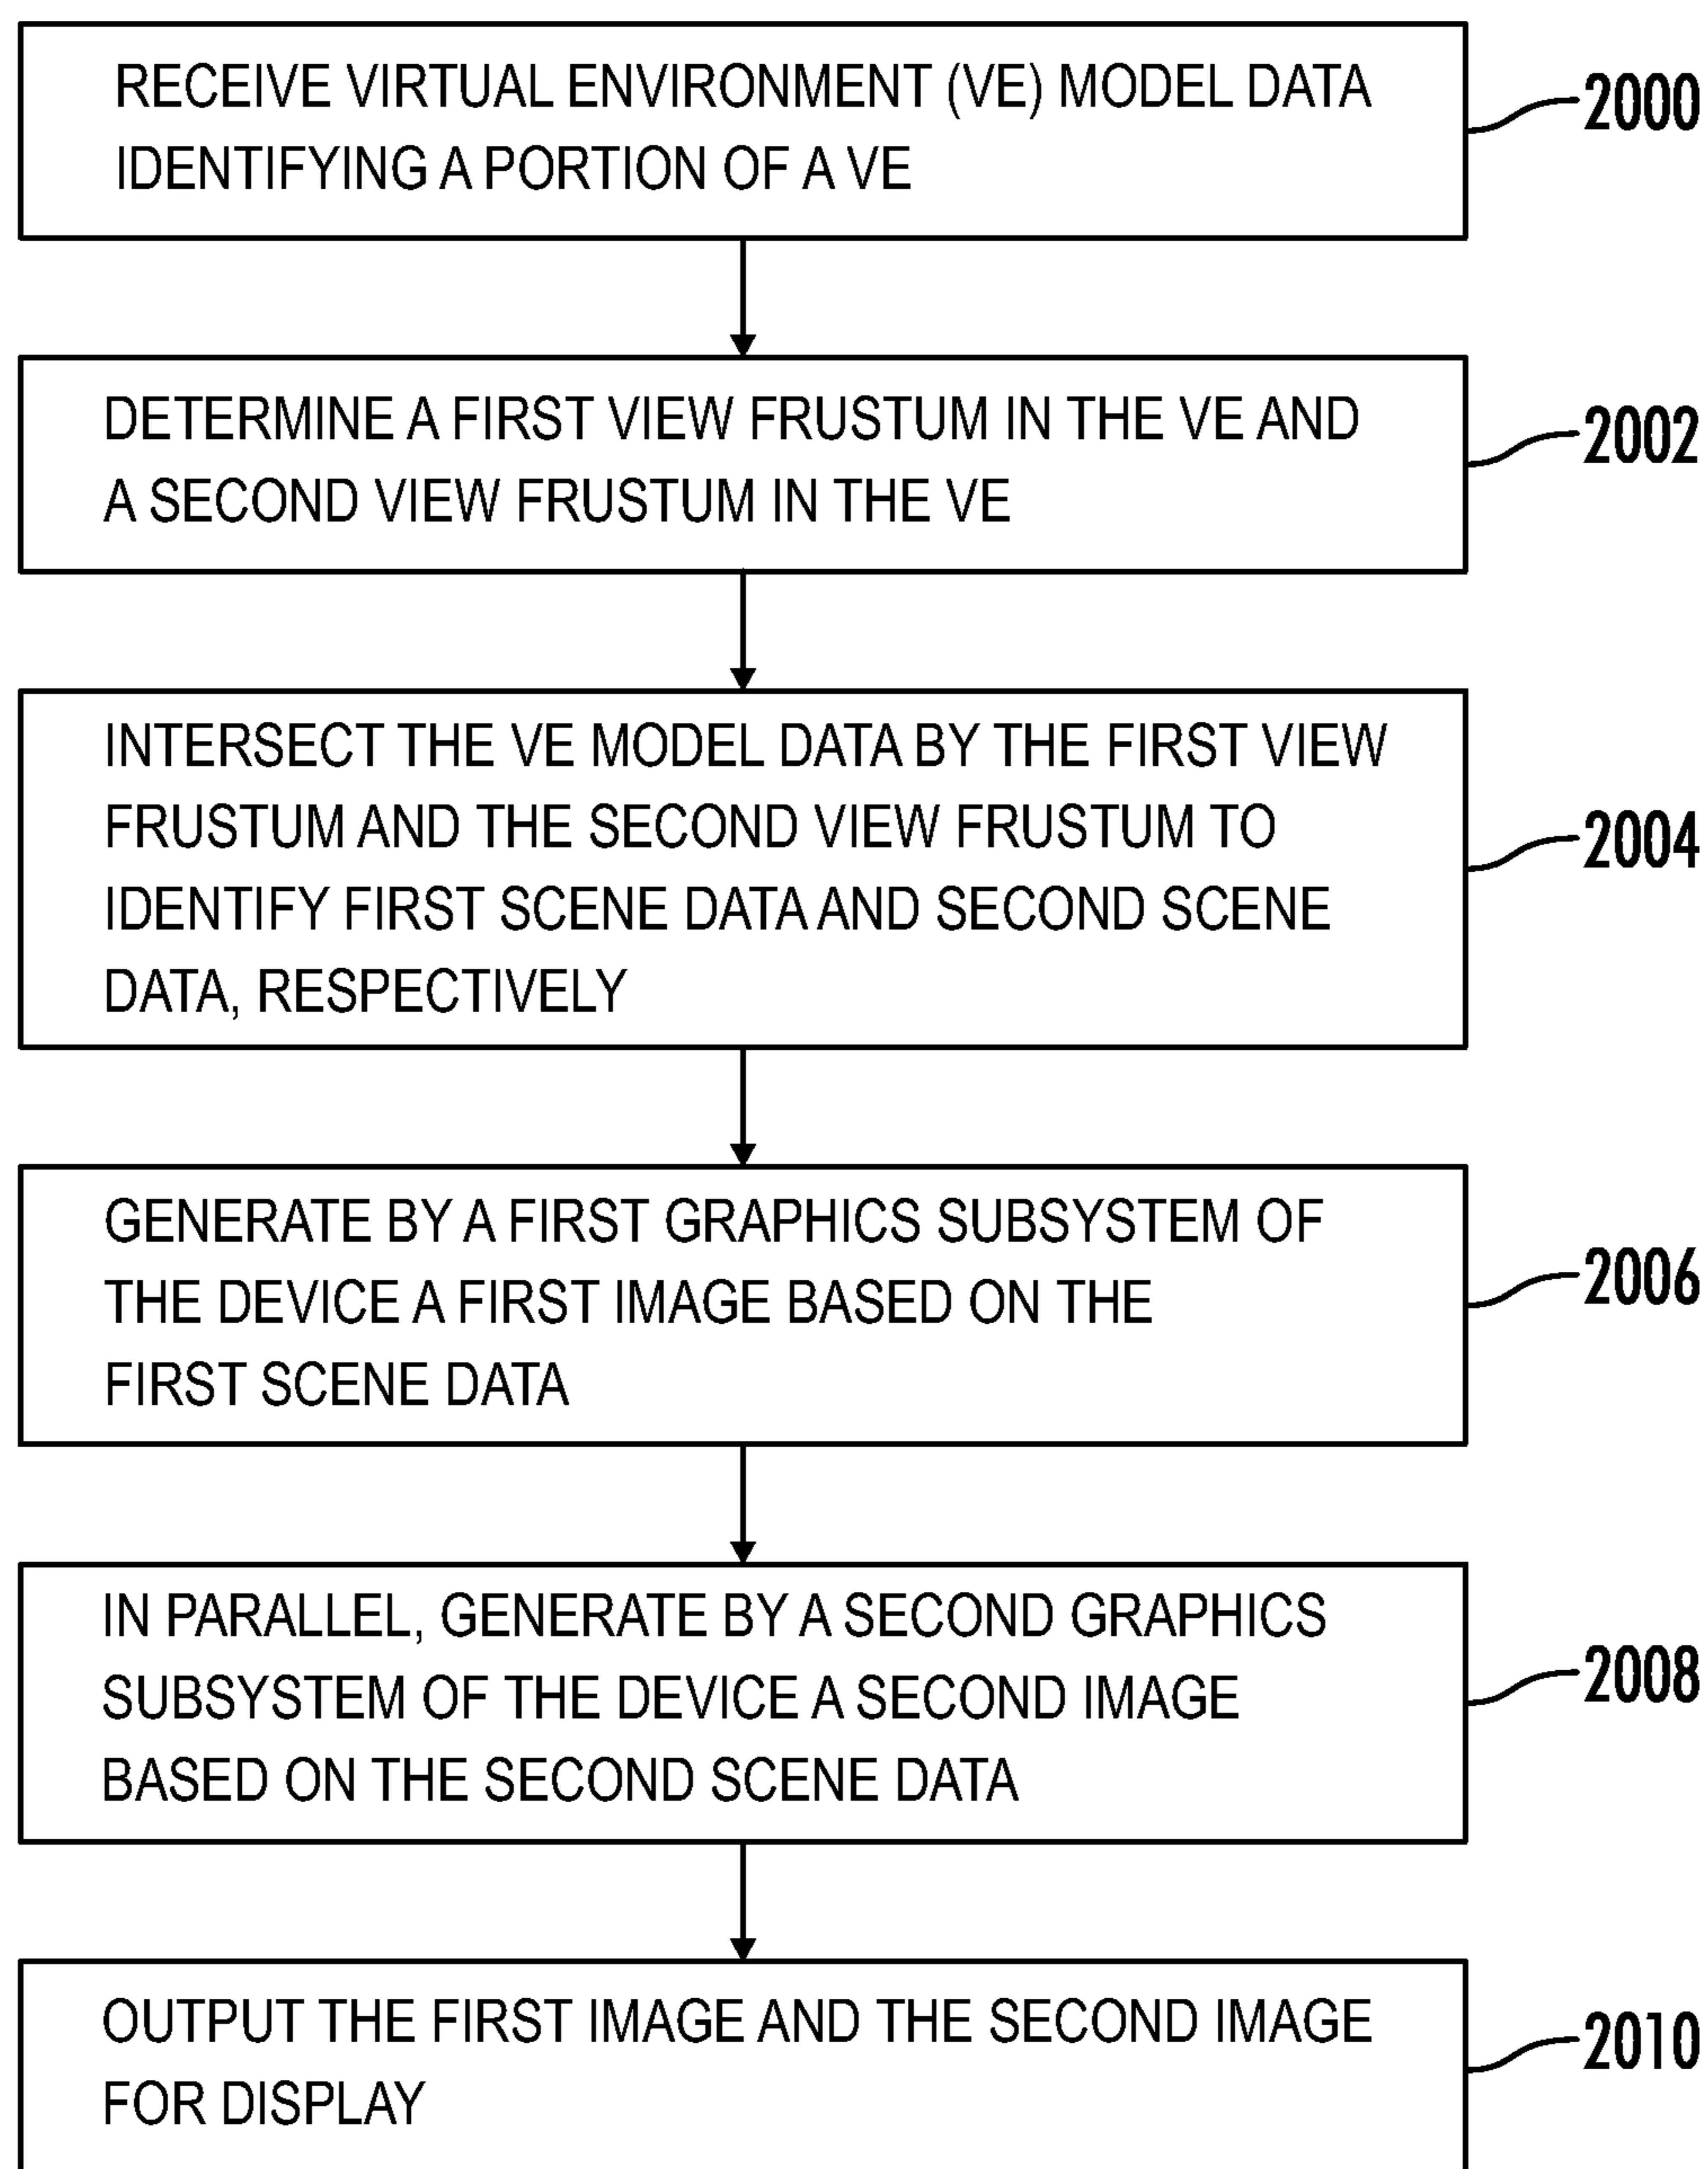 RECEIVE VIRTUAL ENVIRONMENT (VE) MODEL DATA
IDENTIFYING A PORTION OF A VE
2000
DETERMINE A FIRST VIEW FRUSTUM IN THE VE AND
A SECOND VIEW FRUSTUM IN THE VE
2002
INTERSECT THE VE MODEL DATA BY THE FIRST VIEW
FRUSTUM AND THE SECOND VIEW FRUSTUM TO
IDENTIFY FIRST SCENE DATA AND SECOND SCENE
DATA, RESPECTIVELY
2004
GENERATE BY A FIRST GRAPHICS SUBSYSTEM OF
THE DEVICE A FIRST IMAGE BASED ON THE
FIRST SCENE DATA
2006
IN PARALLEL, GENERATE BY A SECOND GRAPHICS
SUBSYSTEM OF THE DEVICE A SECOND IMAGE
BASED ON THE SECOND SCENE DATA
2008
OUTPUT THE FIRST IMAGE AND THE SECOND IMAGE
FOR DISPLAY
2010